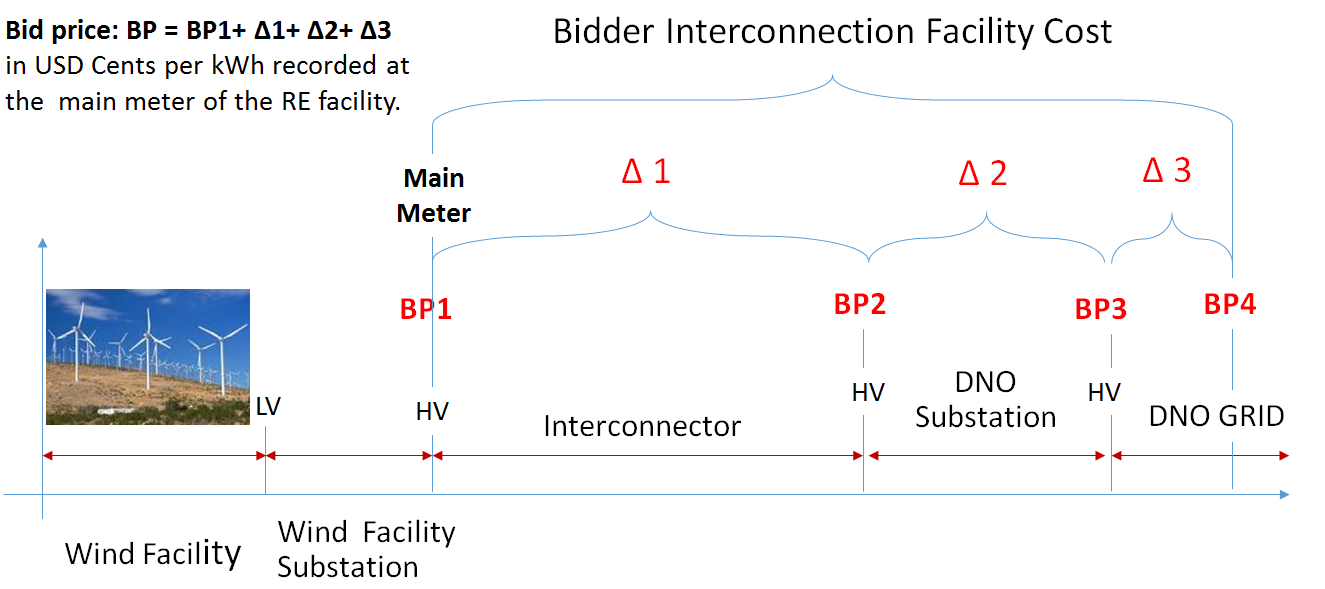 Bid price: BP = BP1+ Δ1+ Δ2+ Δ3
in USD Cents per kWh recorded at
the main meter of the RE facility.
Bidder Interconnection Facility Cost
Main
Meter
Δ 1
Δ 2
Δ 3
BP1
BP2
BP3
BP4
LV
HV
Interconnector
HV
DNO
Substation
HV
DNO GRID
Wind Facility
Wind Facility
Substation